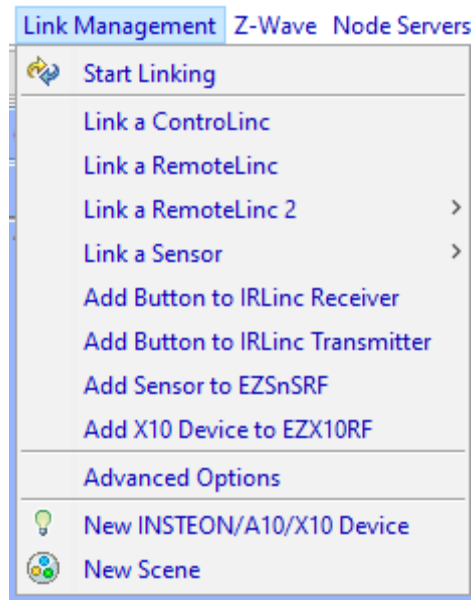 Link Management Z-Wave Node Servers
Start Linking
Link a ControLinc
Link a RemoteLinc
Link a RemoteLinc 2
Link a Sensor
Add Button to IRLinc Receiver
Add Button to IRLinc Transmitter
Add Sensor to EZSnSRF
Add X10 Device to EZX10RF
Advanced Options
New INSTEON/A10/X10 Device
New Scene